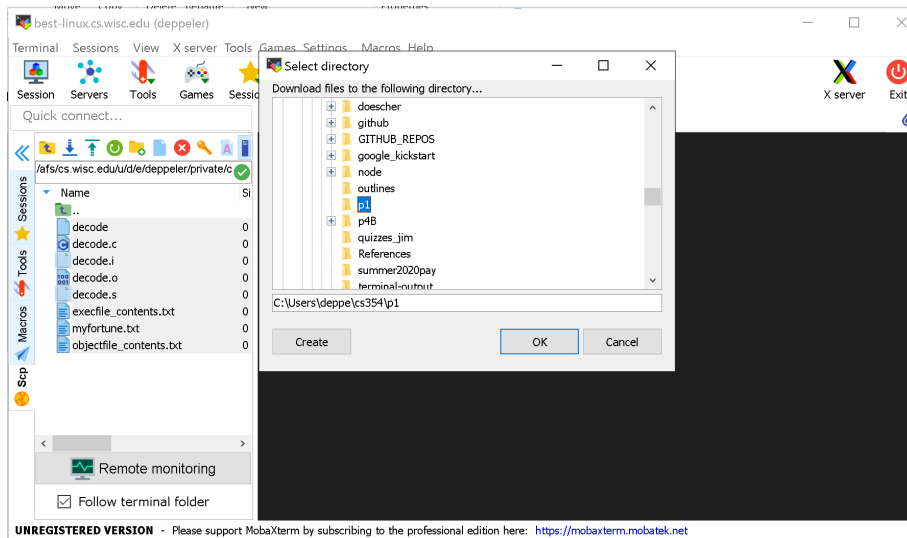 best-linux.cs.wisc.edu (deppeler)
Terminal Sessions View X server Tools Games Settings Macros Help
Session Servers Tools Games Sessio X server Exit
Quick connect...
/afs/cs.wisc.edu/u/d/e/deppeler/private/c
Name Si
..
decode 0
decode.c 0
decode.i 0
decode.o 0
decode.s 0
execfile_contents.txt 0
myfortune.txt 0
objectfile_contents.txt 0
Sessions
Tools
Macros
Scp
Remote monitoring
Follow terminal folder
Select directory
Download files to the following directory...
doescher
github
GITHUB_REPOS
google_kickstart
node
outlines
p1
p4B
quizzes_jim
References
summer2020pay
terminal-output
C:\Users\deppe\cs354\p1
Create OK Cancel
UNREGISTERED VERSION - Please support MobaXterm by subscribing to the professional edition here: https://mobaxterm.mobatek.net